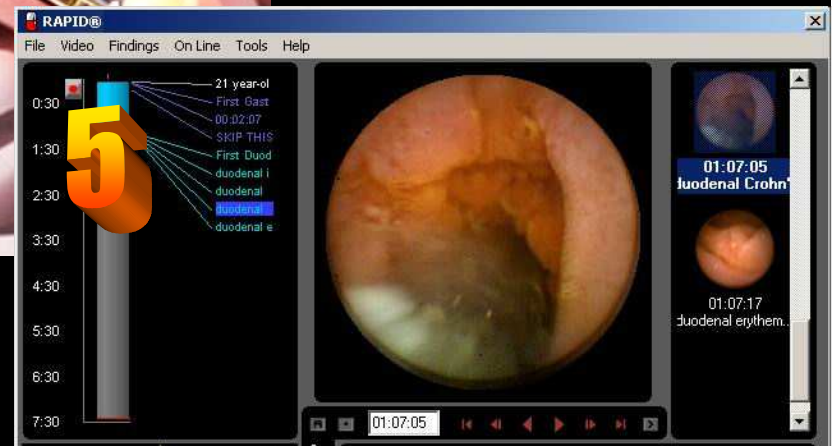 RAPID®
File Video Findings On Line Tools Help
0:30
1:30
2:30
3:30
4:30
5:30
6:30
7:30
5
21 year-ol
First Gast
00:02:07
SKIP THIS
First Duod
duodenal i
duodenal
duodenal
duodenal e
01:07:05
duodenal Crohn'
01:07:17
duodenal erythem..
01:07:05